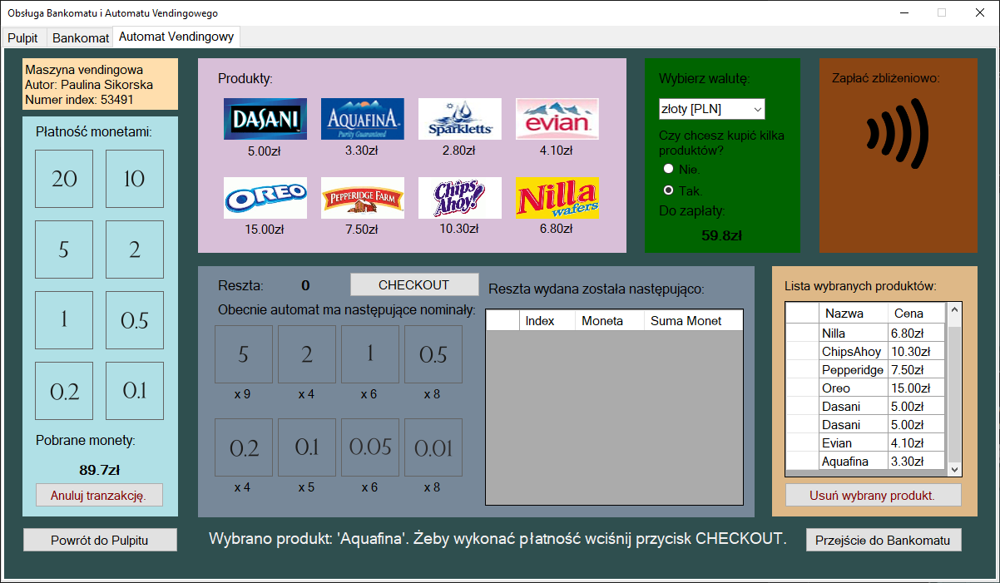 Obsługa Bankomatu i Automatu Vendingowego
Pulpit
Bankomat
Automat Vendingowy
Maszyna vendingowa
Autor: Paulina Sikorska
Numer index: 53491
Płatność monetami:
20
10
5
2
1
0.5
0.2
0.1
Pobrane monety:
89.7zł
Anuluj tranzakcję.
Powrót do Pulpitu
Produkty:
DASANI
AQUAFINA
Purity Guaranteed
Sparkletts
evian.
5.00zł
3.30zł
2.80zł
4.10zł
OREO
PEPPERIDGE FARM
Chips Ahoy!
Nilla
wafers
15.00zł
7.50zł
10.30zł
6.80zł
Wybierz walutę:
złoty [PLN]
Czy chcesz kupić kilka
produktów?
Nie.
Tak.
Do zapłaty:
59.8zł
Zapłać zbliżeniowo:
Reszta:
0
CHECKOUT
Obecnie automat ma następujące nominały:
5
2
1
0.5
x 9
x 4
x 6
x 8
0.2
0.1
0.05
0.01
x 4
x 5
x 6
x 8
Reszta wydana została następująco:
Index
Moneta
Suma Monet
Lista wybranych produktów:
Nazwa
Cena
Nilla 6.80zł
ChipsAhoy 10.30zł
Pepperidge 7.50zł
Oreo 15.00zł
Dasani 5.00zł
Dasani 5.00zł
Evian 4.10zł
Aquafina 3.30zł
Usuń wybrany produkt.
Wybrano produkt: 'Aquafina'. Żeby wykonać płatność wciśnij przycisk CHECKOUT.
Przejście do Bankomatu